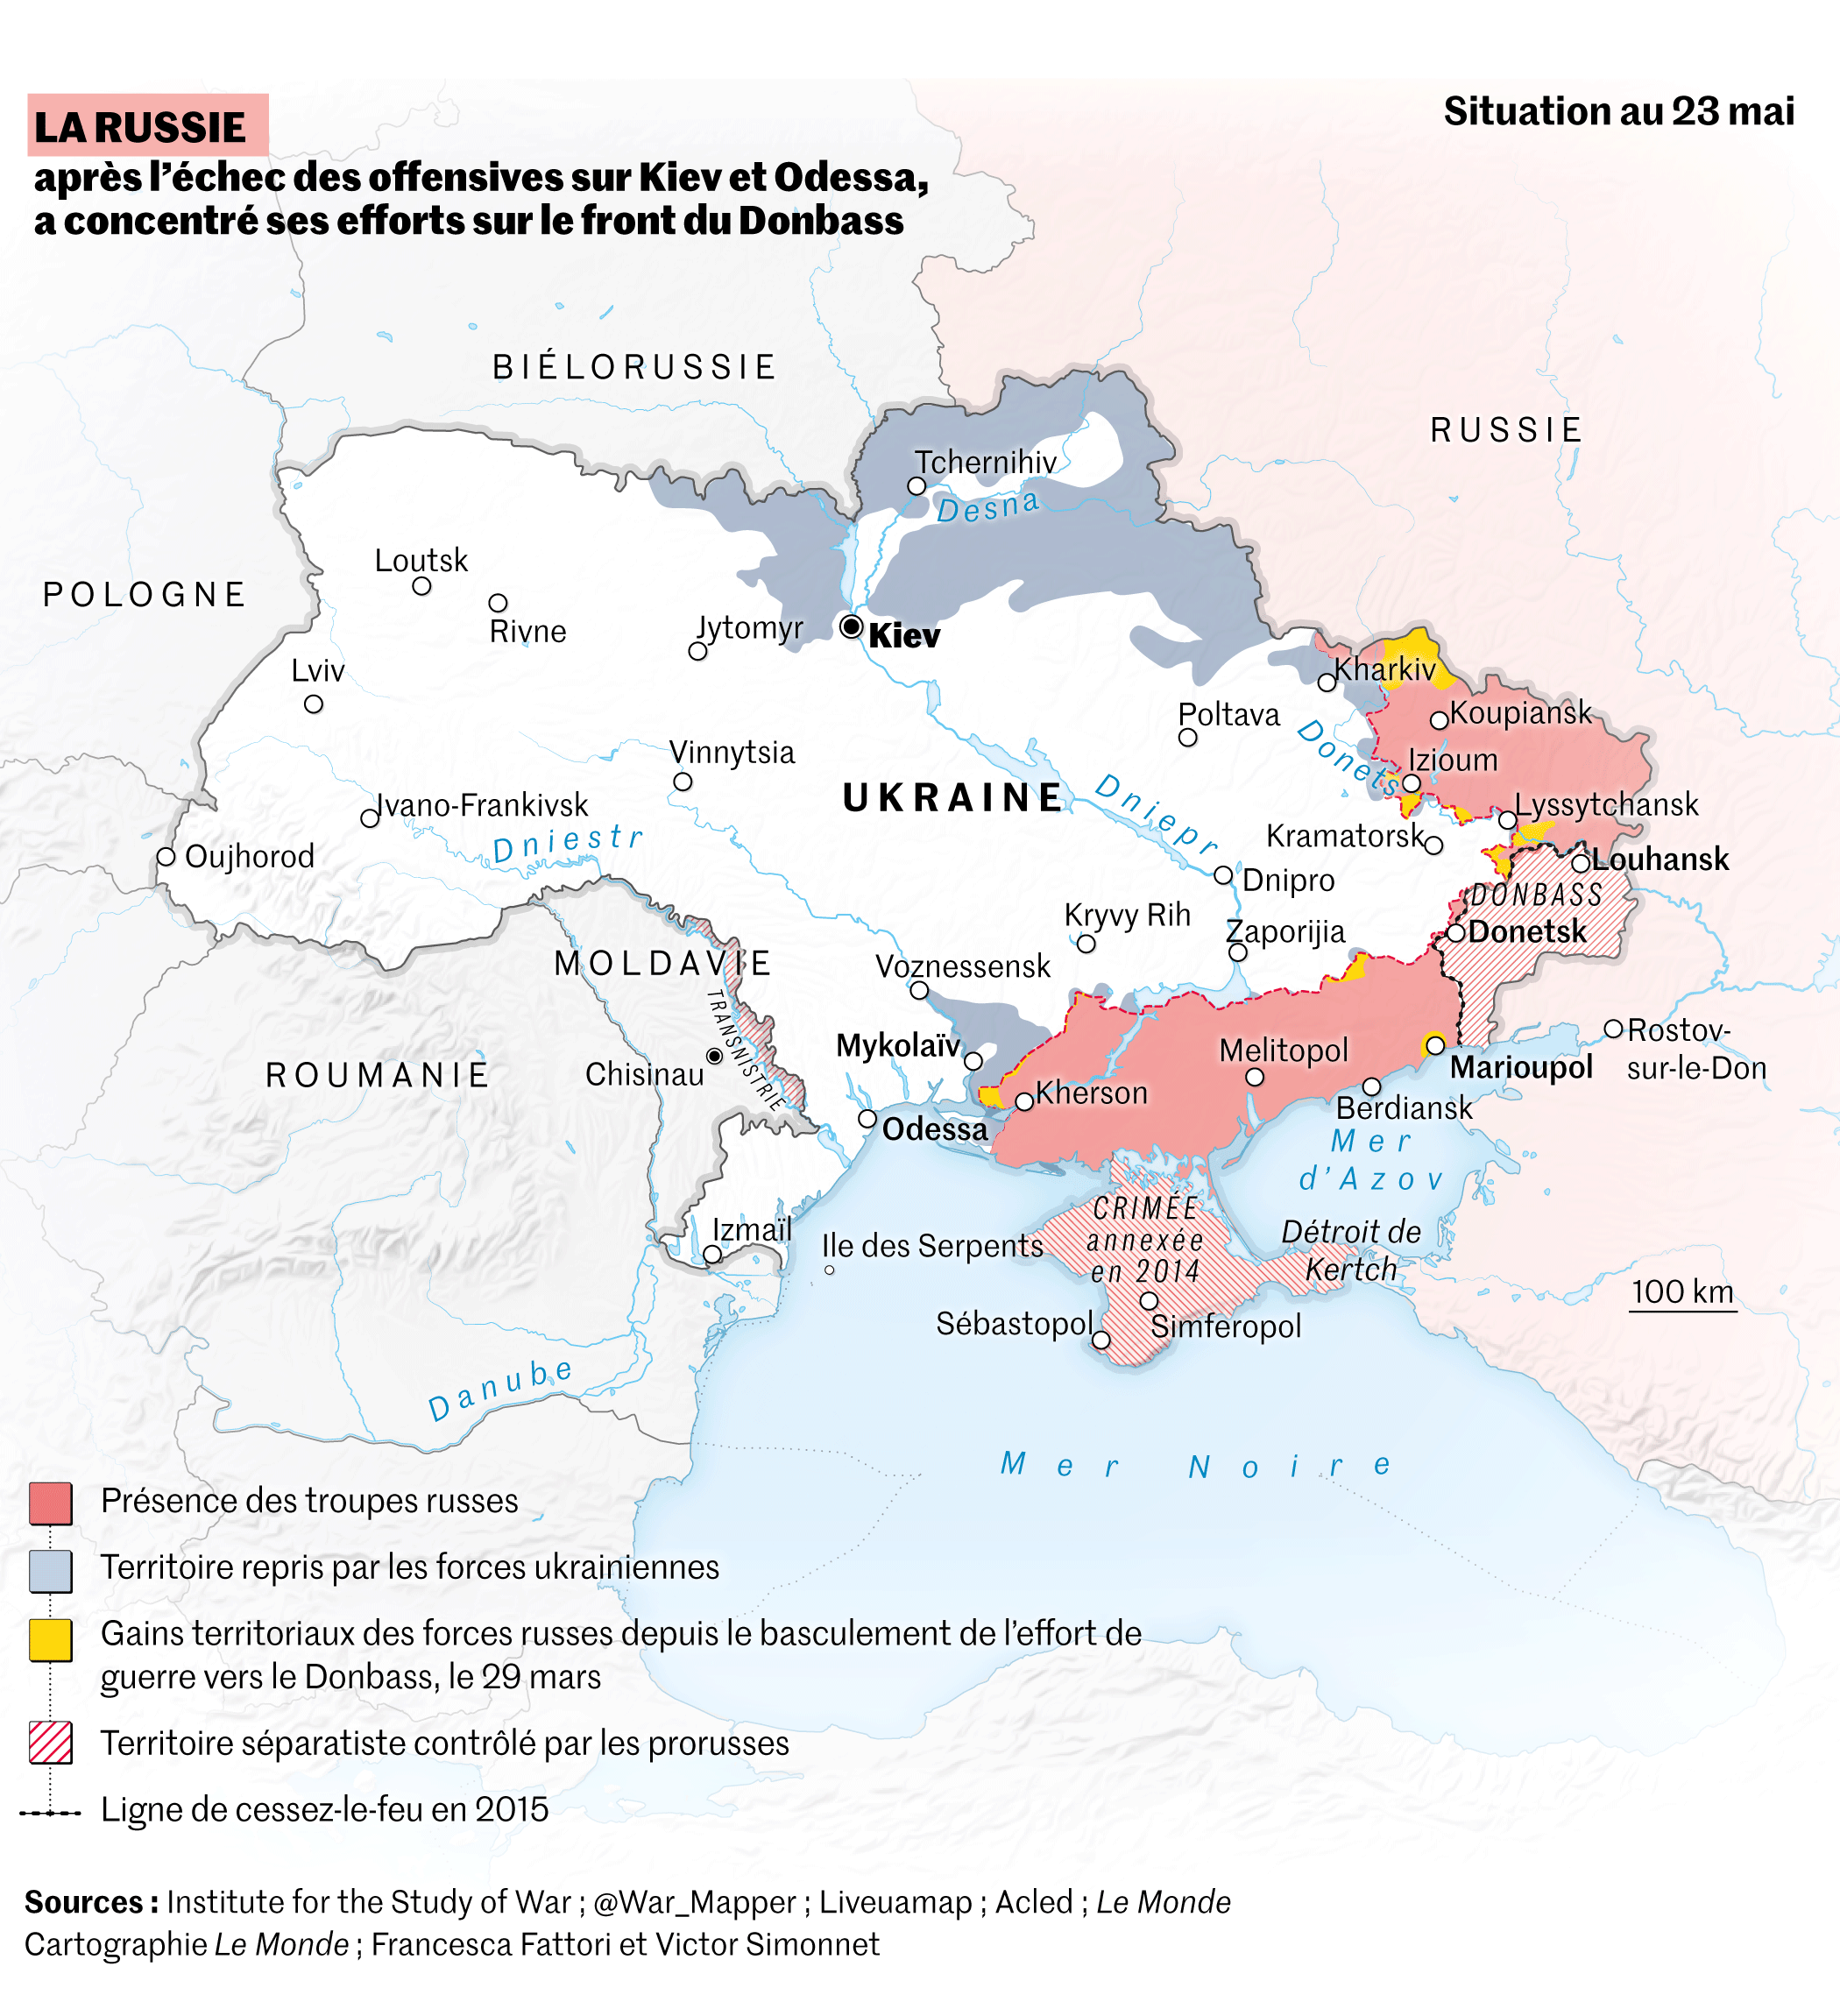 LA RUSSIE
après l’échec des offensives sur Kiev et Odessa,
a concentré ses efforts sur le front du Donbass
Situation au 23 mai
BIÉLORUSSIE
RUSSIE
POLOGNE
Tchernihiv
Desna
Loutsk
Rivne
Jytomyr
Kiev
Lviv
Kharkiv
Koupiansk
Poltava
Donets
Izioum
Vinnytsia
UKRAINE
Dniepr
Lyssytchansk
Ivano-Frankivsk
Dniestr
Kramatorsk
Oujhorod
Louhansk
Dnipro
DONBASS
Kryvy Rih
Zaporijia
Donetsk
MOLDAVIE
Voznessensk
TRANSNISTRIE
Mykolaïv
Melitopol
Rostov-
sur-le-Don
Marioupol
ROUMANIE
Chisinau
Kherson
Berdiansk
Odessa
Mer
d’Azov
CRIMÉE
annexée
en 2014
Izmaïl
Ile des Serpents
Détroit de
Kertch
100 km
Sébastopol
Simferopol
Danube
Mer Noire
Présence des troupes russes
Territoire repris par les forces ukrainiennes
Gains territoriaux des forces russes depuis le basculement de l’effort de
guerre vers le Donbass, le 29 mars
Territoire séparatiste contrôlé par les prorusses
Ligne de cessez-le-feu en 2015
Sources : Institute for the Study of War ; @War_Mapper ; Liveuamap ; Acled ; Le Monde
Cartographie Le Monde ; Francesca Fattori et Victor Simonnet